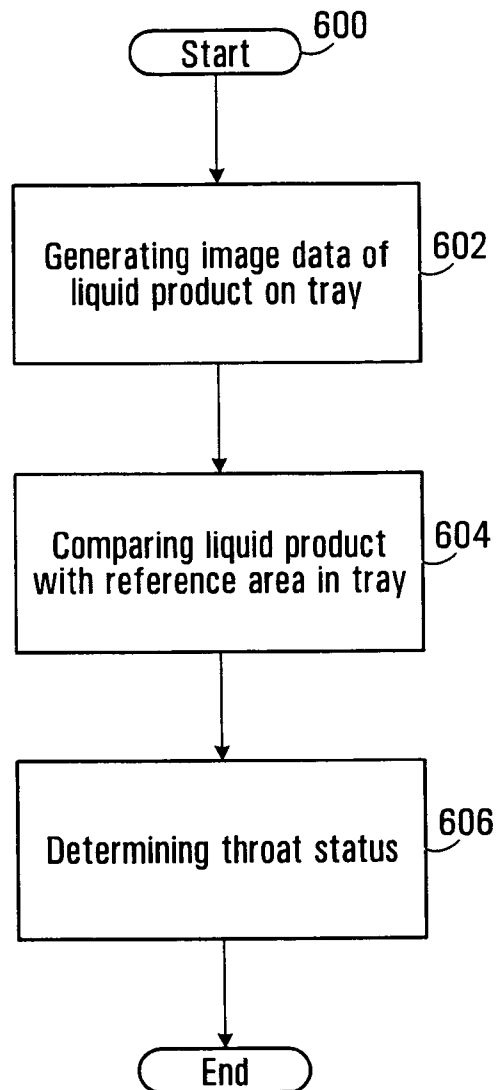 600
Start
Generating image data of
liquid product on tray
602
Comparing liquid product
with reference area in tray
604
Determining throat status
606
End